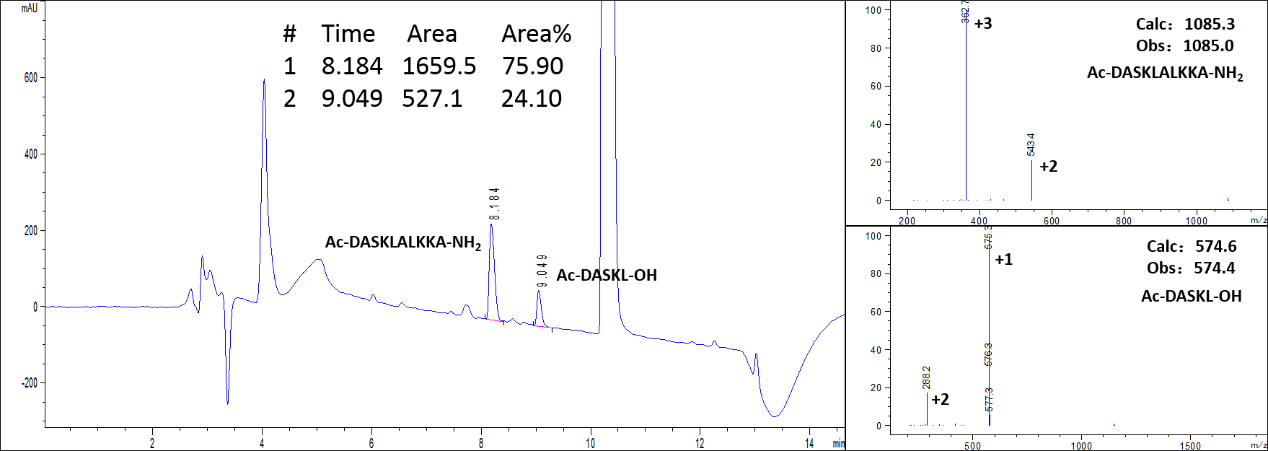 mAU
# Time Area Area%
1 8.184 1659.5 75.90
2 9.049 527.1 24.10
600
400
200
0
-200
8.184
9.049
Ac-DASKLALKKA-NH2
Ac-DASKL-OH
2 4 6 8 10 12 min
100
80
60
40
20
0
362.7
+3
543.4
+2
Calc：1085.3
Obs：1085.0
Ac-DASKLALKKA-NH2
200 400 600 800 1000 m/z
100
80
60
40
20
0
575.3
+1
576.3
577.3
288.2
+2
Calc：574.6
Obs：574.4
Ac-DASKL-OH
500 1000 1500 m/z